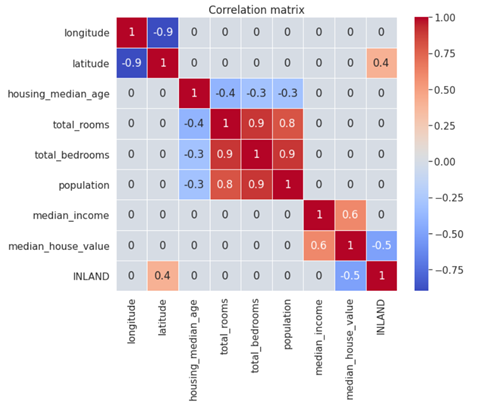 Correlation matrix
longitude 1 -0.9 0 0 0 0 0 0 0
latitude -0.9 1 0 0 0 0 0 0 0.4
housing_median_age 0 0 1 -0.4 -0.3 -0.3 0 0 0
total_rooms 0 0 -0.4 1 0.9 0.8 0 0 0
total_bedrooms 0 0 -0.3 0.9 1 0.9 0 0 0
population 0 0 -0.3 0.8 0.9 1 0 0 0
median_income 0 0 0 0 0 0 1 0.6 0
median_house_value 0 0 0 0 0 0 0.6 1 -0.5
INLAND 0 0.4 0 0 0 0 0 -0.5 1
longitude
latitude
housing_median_age
total_rooms
total_bedrooms
population
median_income
median_house_value
INLAND
1.00
0.75
0.50
0.25
0.00
−0.25
−0.50
−0.75